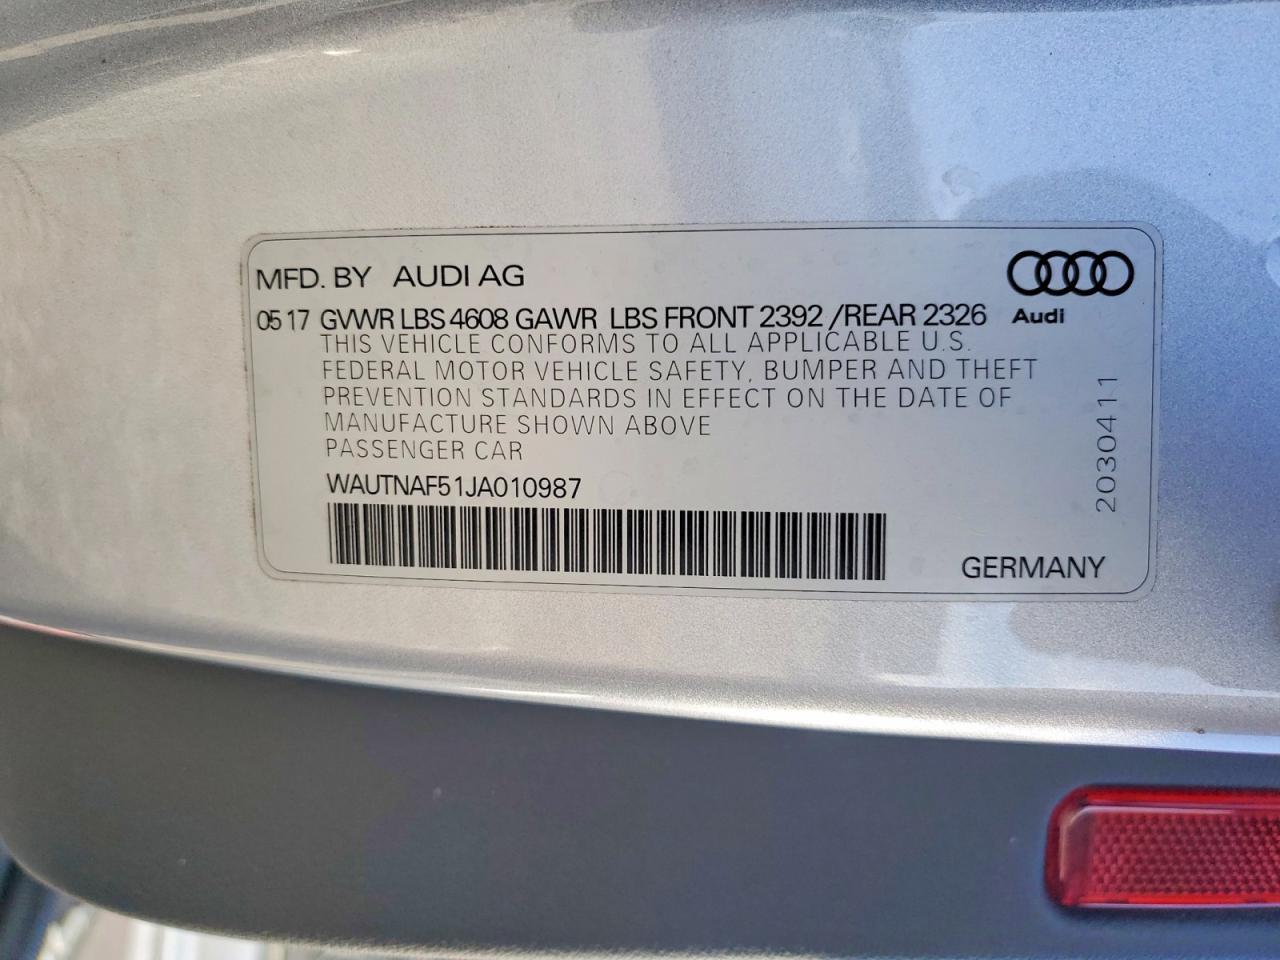 MFD. BY AUDI AG
05 17 GVWR LBS 4608 GAWR LBS FRONT 2392 /REAR 2326
Audi
THIS VEHICLE CONFORMS TO ALL APPLICABLE U.S.
FEDERAL MOTOR VEHICLE SAFETY, BUMPER AND THEFT
PREVENTION STANDARDS IN EFFECT ON THE DATE OF
MANUFACTURE SHOWN ABOVE
PASSENGER CAR
WAUTNAF51JA010987
2030411
GERMANY